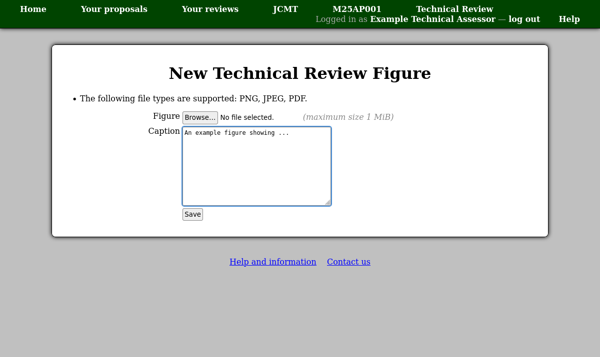 Home Your proposals Your reviews JCMT M25AP001 Technical Review
Logged in as Example Technical Assessor — log out Help
New Technical Review Figure
• The following file types are supported: PNG, JPEG, PDF.
Figure Browse... No file selected. (maximum size 1 MiB)
Caption An example figure showing ...
Save
Help and information Contact us